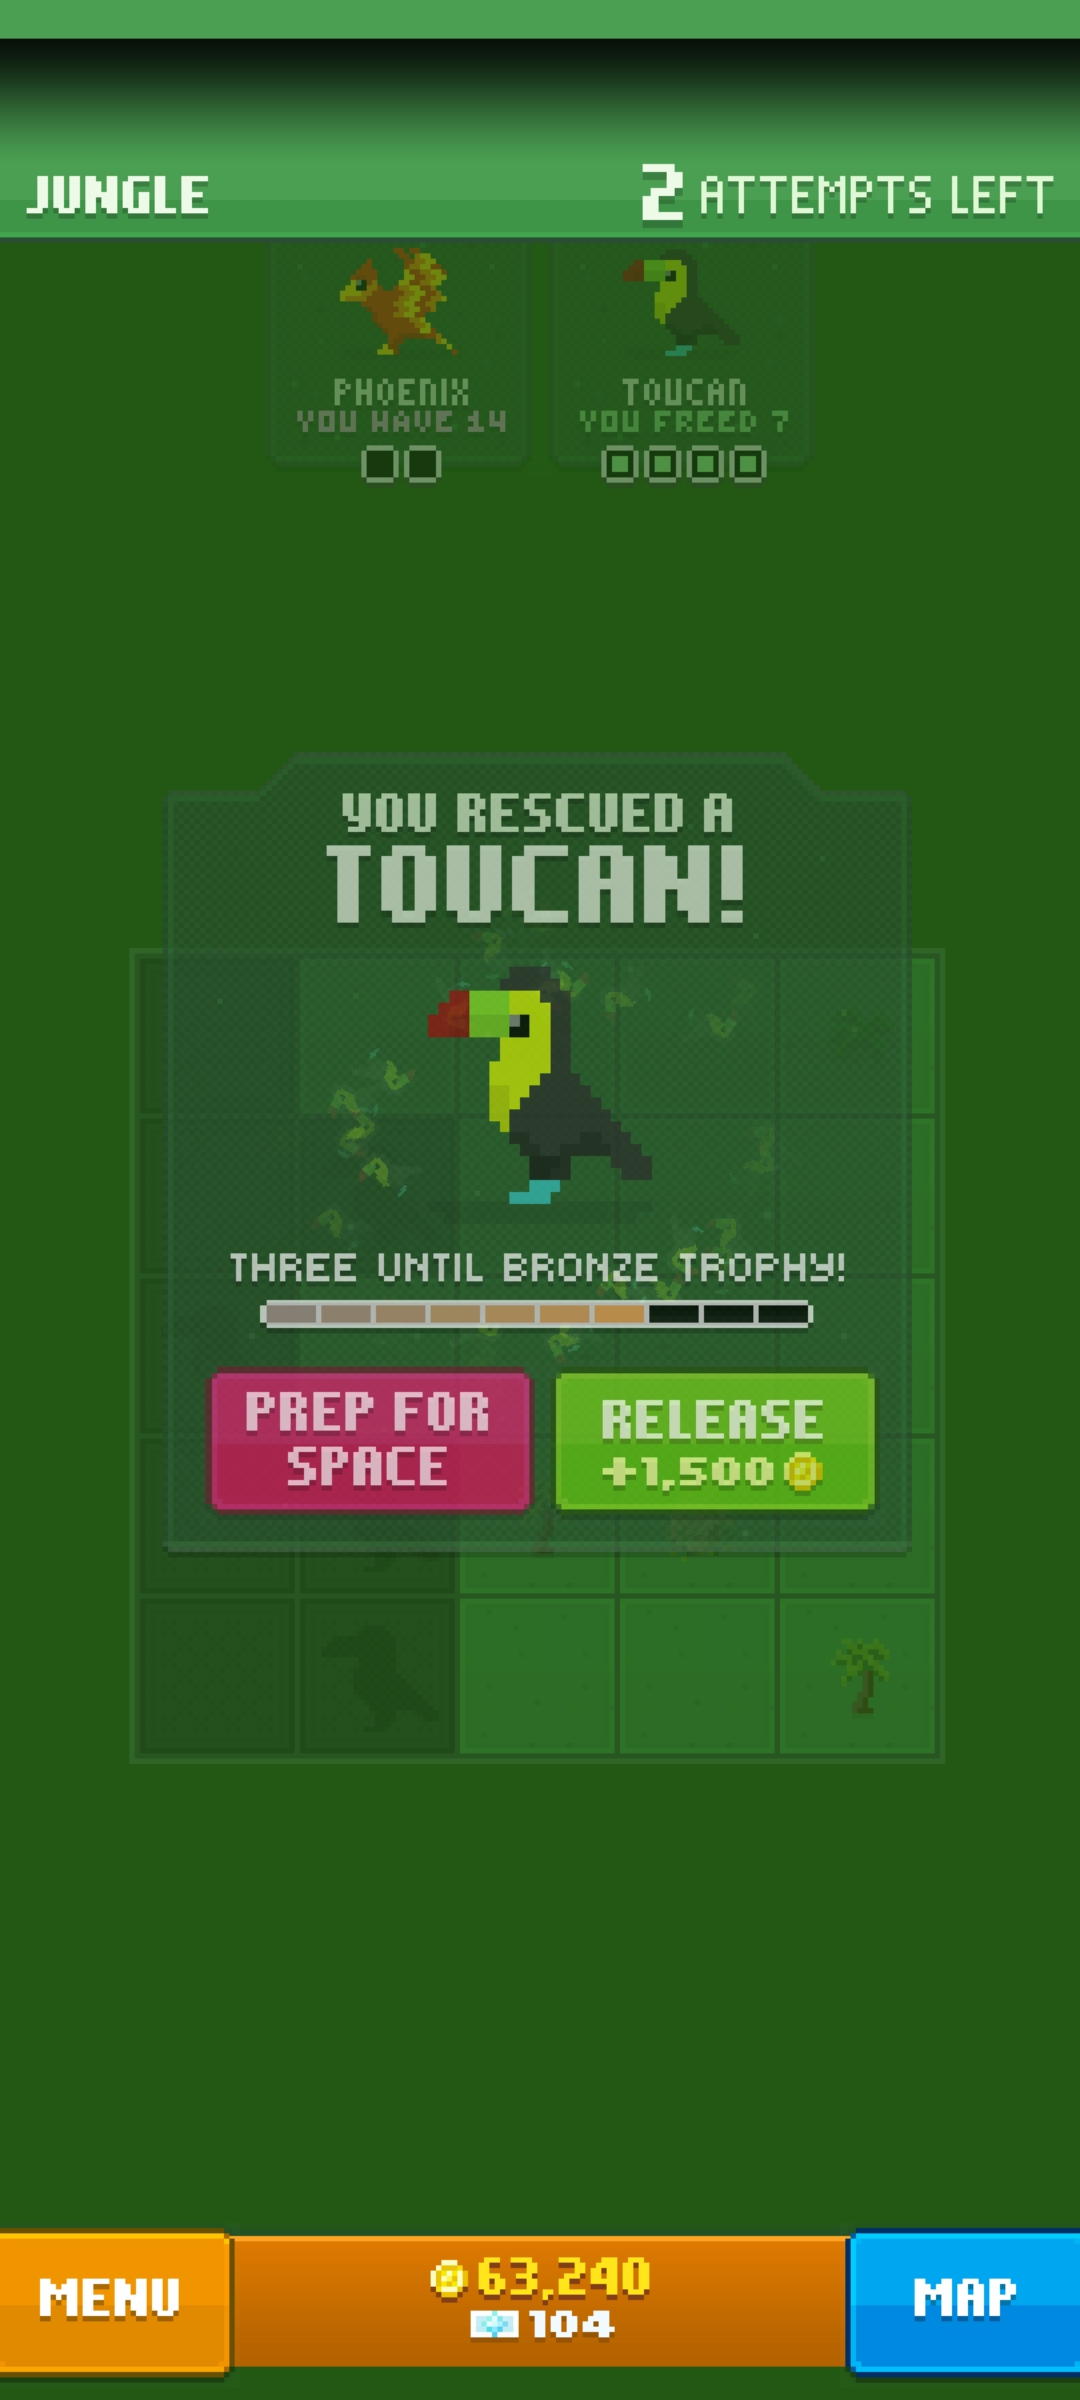 JUNGLE
2 ATTEMPTS LEFT
PHOENIX
YOU HAVE 14
TOUCAN
YOU FREED 7
YOU RESCUED A
TOUCAN!
THREE UNTIL BRONZE TROPHY!
PREP FOR
SPACE
RELEASE
+1,500
MENU
63,240
104
MAP